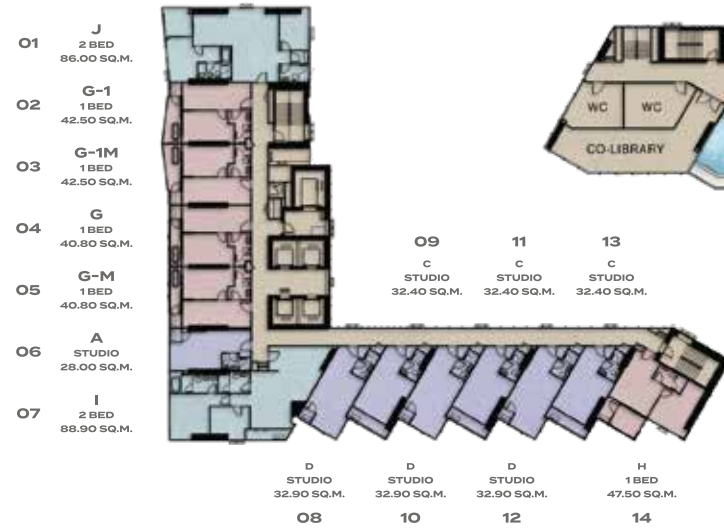 01
J
2 BED
86.00 SQ.M.
02
G-1
1 BED
42.50 SQ.M.
03
G-1M
1 BED
42.50 SQ.M.
04
G
1 BED
40.80 SQ.M.
05
G-M
1 BED
40.80 SQ.M.
06
A
STUDIO
28.00 SQ.M.
07
I
2 BED
88.90 SQ.M.
WC WC
CO-LIBRARY
09 11 13
C C C
STUDIO STUDIO STUDIO
32.40 SQ.M. 32.40 SQ.M. 32.40 SQ.M.
D D D H
STUDIO STUDIO STUDIO 1 BED
32.90 SQ.M. 32.90 SQ.M. 32.90 SQ.M. 47.50 SQ.M.
08 10 12 14